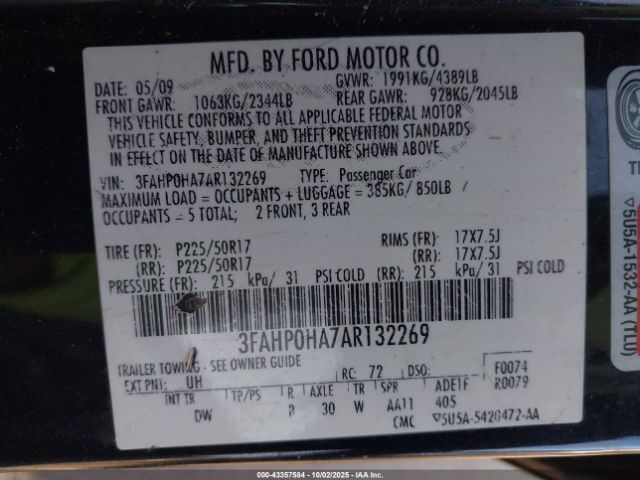 MFD. BY FORD MOTOR CO.
DATE: 05/09 GVWR: 1991KG/4389LB
FRONT GAWR: 1063KG/2344LB REAR GAWR: 928KG/2045LB
THIS VEHICLE CONFORMS TO ALL APPLICABLE FEDERAL MOTOR
VEHICLE SAFETY, BUMPER, AND THEFT PREVENTION STANDARDS
IN EFFECT ON THE DATE OF MANUFACTURE SHOWN ABOVE.
VIN: 3FAHP0HA7AR132269 TYPE: Passenger Car
MAXIMUM LOAD = OCCUPANTS + LUGGAGE = 385KG/ 850LB
OCCUPANTS = 5 TOTAL; 2 FRONT, 3 REAR
TIRE (FR): P225/50R17 RIMS (FR): 17X7.5J
(RR): P225/50R17 (RR): 17X7.5J
PRESSURE (FR): 215 kPa/ 31 PSI COLD (RR): 215 kPa/ 31 PSI COLD
3FAHP0HA7AR132269
TRAILER TOWING - SEE OWNER GUIDE
EXT PNT: UH RC: 72 DSO: F0074
R0079
INT TR TP/PS R AXLE TR SPR ADETF
DW 30 W AA11 405
CMC ▽5U5A-5420472-AA
▽5U5A-1532-AA (TLU)
000-43357584 - 10/02/2025 - IAAI.com